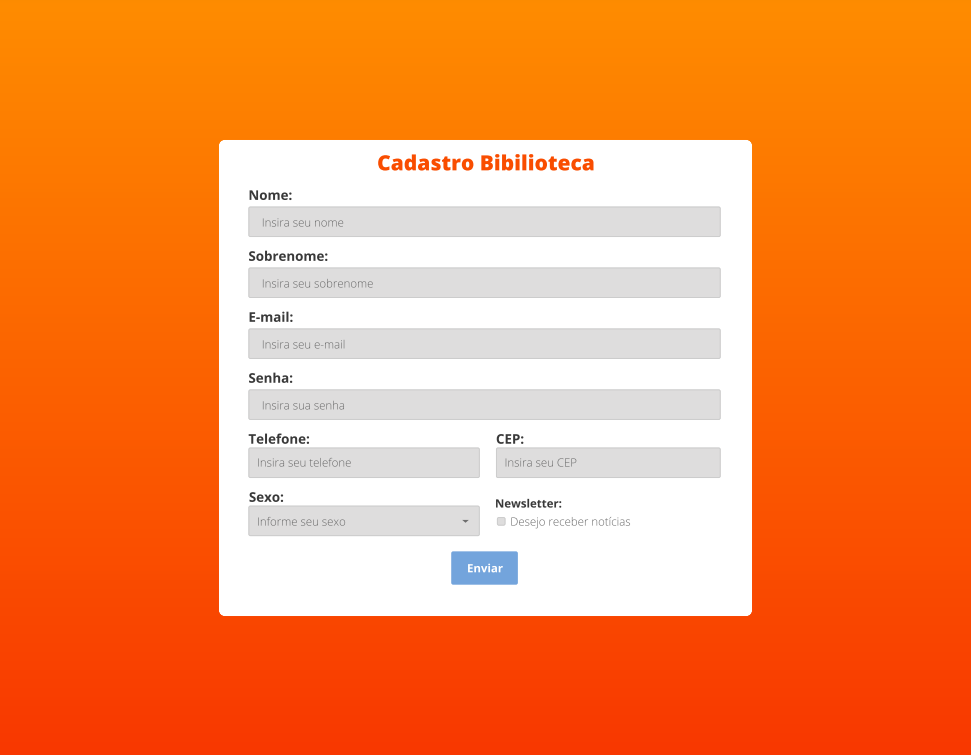 Cadastro Bibilioteca
Nome:
Insira seu nome
Sobrenome:
Insira seu sobrenome
E-mail:
Insira seu e-mail
Senha:
Insira sua senha
Telefone:
Insira seu telefone
CEP:
Insira seu CEP
Sexo:
Informe seu sexo
Newsletter:
Desejo receber notícias
Enviar